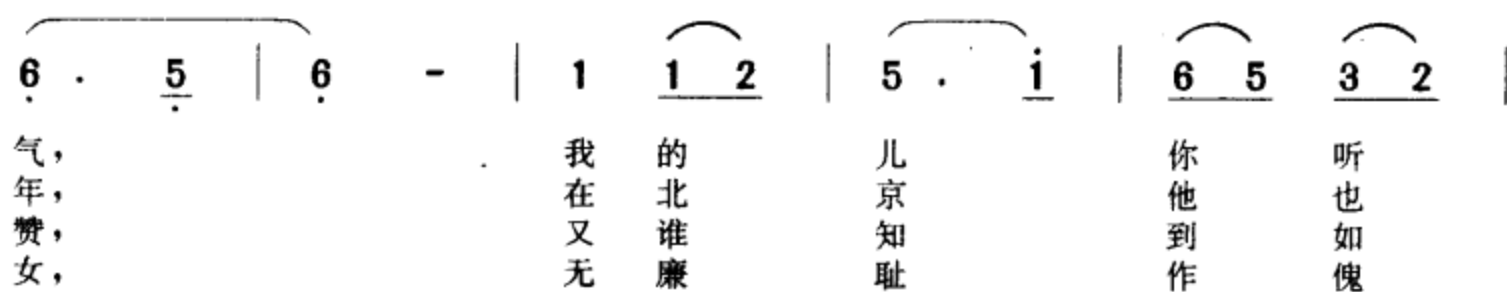 6 . 5 | 6 - | 1 1 2 | 5 . 1 | 6 5 3 2 |
气， 我 的 儿 你 听
年， 在 北 京 他 也
赞， 又 谁 知 到 如
女， 无 廉 耻 作 傀